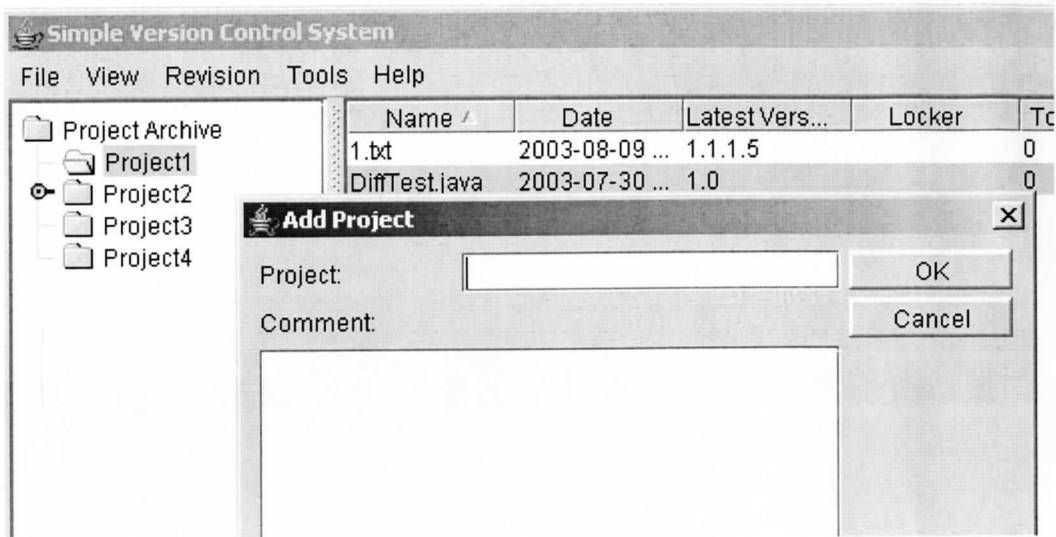 Simple Version Control System
File View Revision Tools Help
Project Archive
Project1
Project2
Project3
Project4
Name Date Latest Vers... Locker
1.txt 2003-08-09 ... 1.1.1.5 0
DiffTest.java 2003-07-30 ... 1.0 0
Add Project
Project: OK
Comment: Cancel